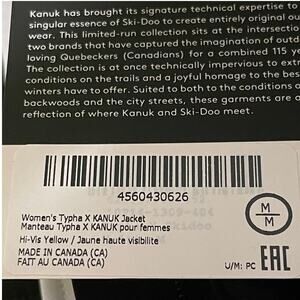 Kanuk has brought its signature technical expertise to
singular essence of Ski-Doo to create entirely original ou
wear. This limited-run collection sits at the intersection
two brands that have captured the imagination of outd
loving Quebeckers (Canadians) for a combined 115 ye
The collection is at once technically impervious to extre
conditions on the trails and a joyful homage to the bes
winters have to offer. Suited to both to the conditions o
backwoods and the city streets, these garments are a
reflection of where Kanuk and Ski-Doo meet.
4560430626
Women's Typha X KANUK Jacket
Manteau Typha X KANUK pour femmes
Hi-Vis Yellow / Jaune haute visibilite
MADE IN CANADA (CA)
FAIT AU CANADA (CA)
M
M
U/M: PC
EAC